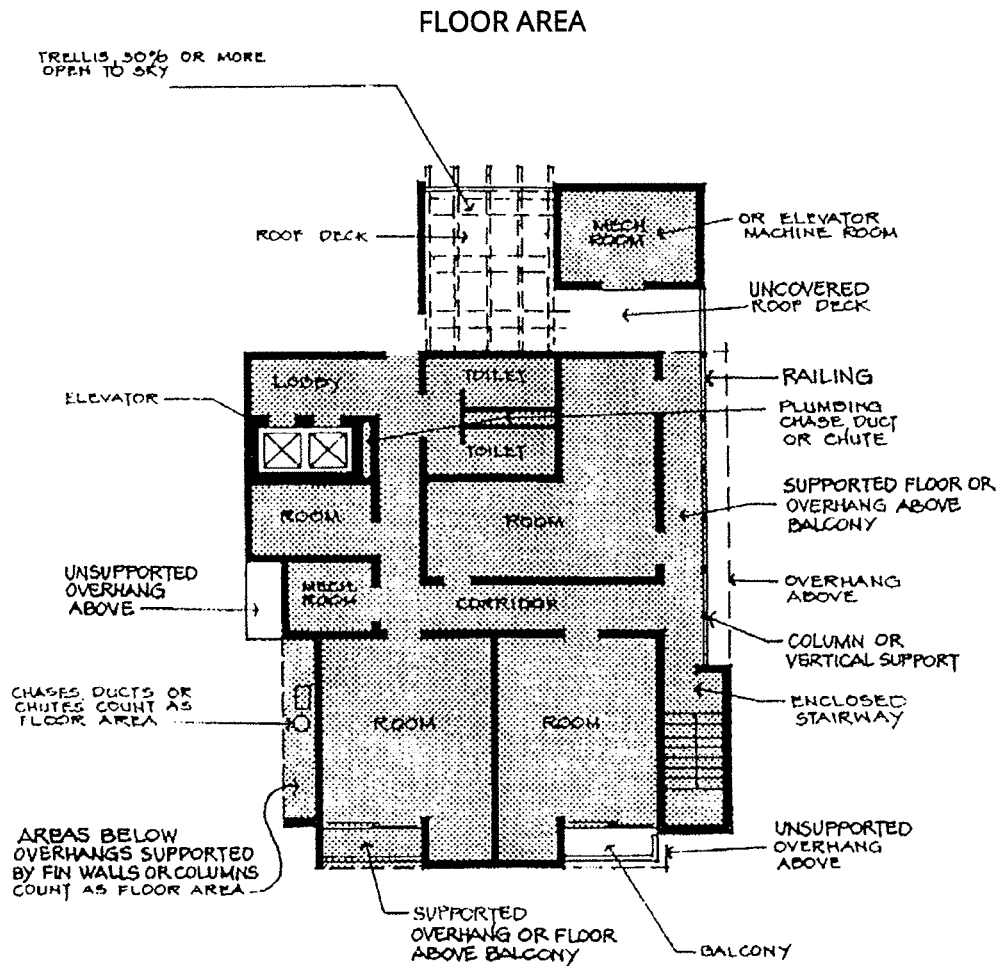 FLOOR AREA
TRELLIS, 50% OR MORE
OPEN TO SKY
ROOF DECK
MECH
ROOM
OR ELEVATOR
MACHINE ROOM
UNCOVERED
ROOF DECK
LOBBY
TOILET
RAILING
ELEVATOR
PLUMBING
CHASE DUCT
OR CHUTE
TOILET
SUPPORTED FLOOR OR
OVERHANG ABOVE
BALCONY
ROOM
ROOM
UNSUPPORTED
OVERHANG
ABOVE
MECH
ROOM
CORRIDOR
OVERHANG
ABOVE
COLUMN OR
VERTICAL SUPPORT
CHASES, DUCTS OR
CHUTES COUNT AS
FLOOR AREA
ROOM
ROOM
ENCLOSED
STAIRWAY
AREAS BELOW
OVERHANGS SUPPORTED
BY FIN WALLS OR COLUMNS
COUNT AS FLOOR AREA
UNSUPPORTED
OVERHANG
ABOVE
SUPPORTED
OVERHANG OR FLOOR
ABOVE BALCONY
BALCONY